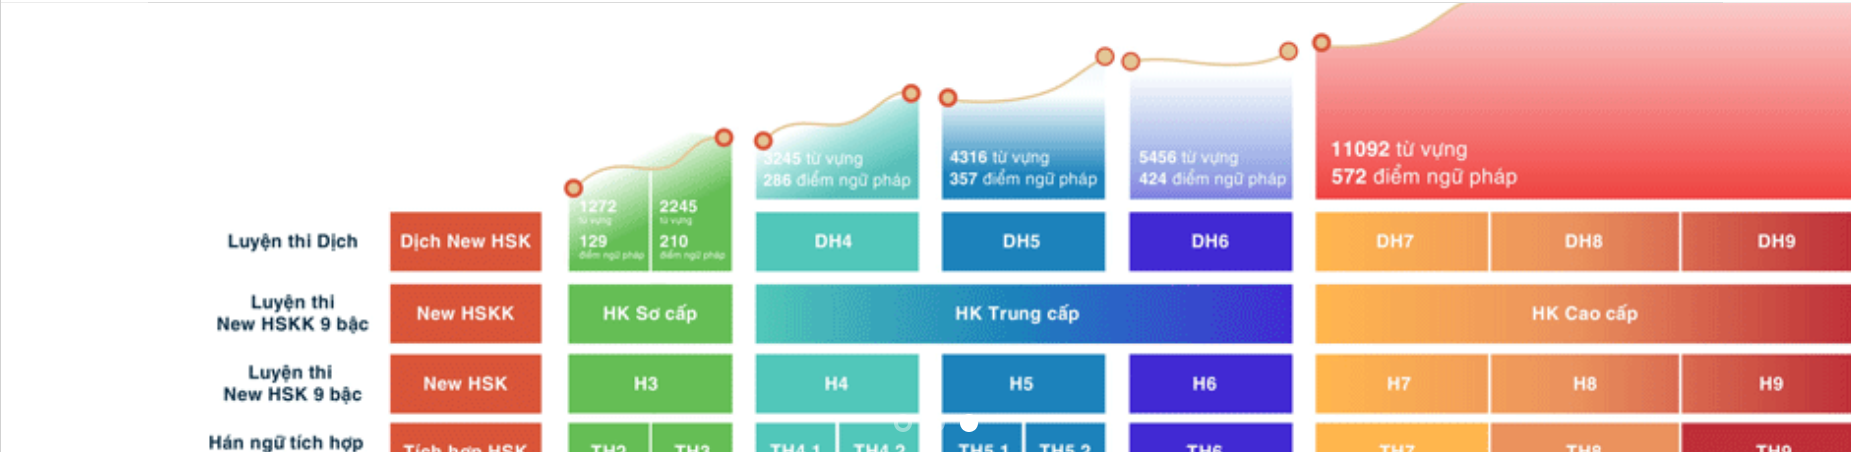 3245 từ vựng
286 điểm ngữ pháp
4316 từ vựng
357 điểm ngữ pháp
5456 từ vựng
424 điểm ngữ pháp
11092 từ vựng
572 điểm ngữ pháp
1272
từ vựng
129
điểm ngữ pháp
2245
từ vựng
210
điểm ngữ pháp
Luyện thi Dịch
Dịch New HSK
DH4
DH5
DH6
DH7
DH8
DH9
Luyện thi
New HSKK 9 bậc
New HSKK
HK Sơ cấp
HK Trung cấp
HK Cao cấp
Luyện thi
New HSK 9 bậc
New HSK
H3
H4
H5
H6
H7
H8
H9
Hán ngữ tích hợp
Tích hợp HSK
TH2
TH3
TH4.1
TH4.2
TH5.1
TH5.2
TH6
TH7
TH8
TH9